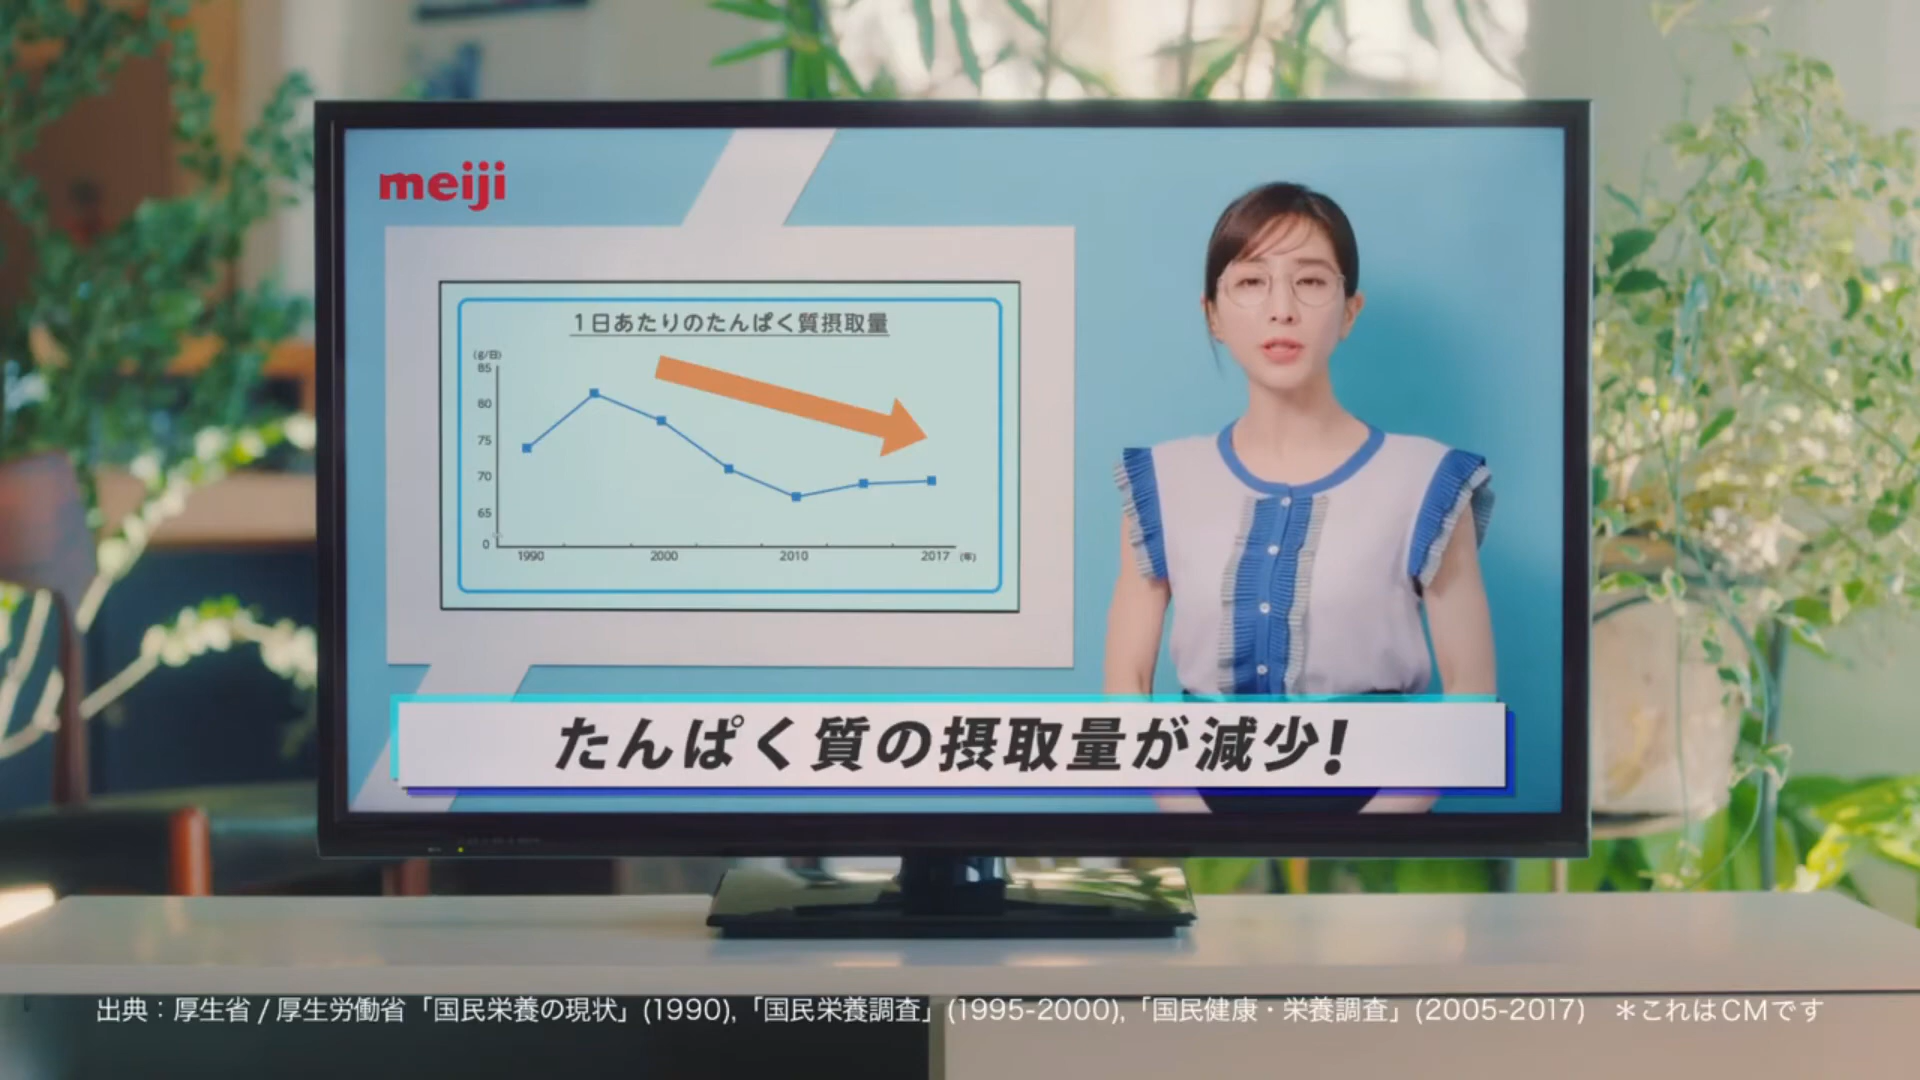 meiji
1日あたりのたんぱく質摂取量
(g/日)
85
80
75
70
65
0
1990 2000 2010 2017 (年)
たんぱく質の摂取量が減少!
出典：厚生省 / 厚生労働省「国民栄養の現状」(1990),「国民栄養調査」(1995-2000),「国民健康・栄養調査」(2005-2017) ＊これはCMです